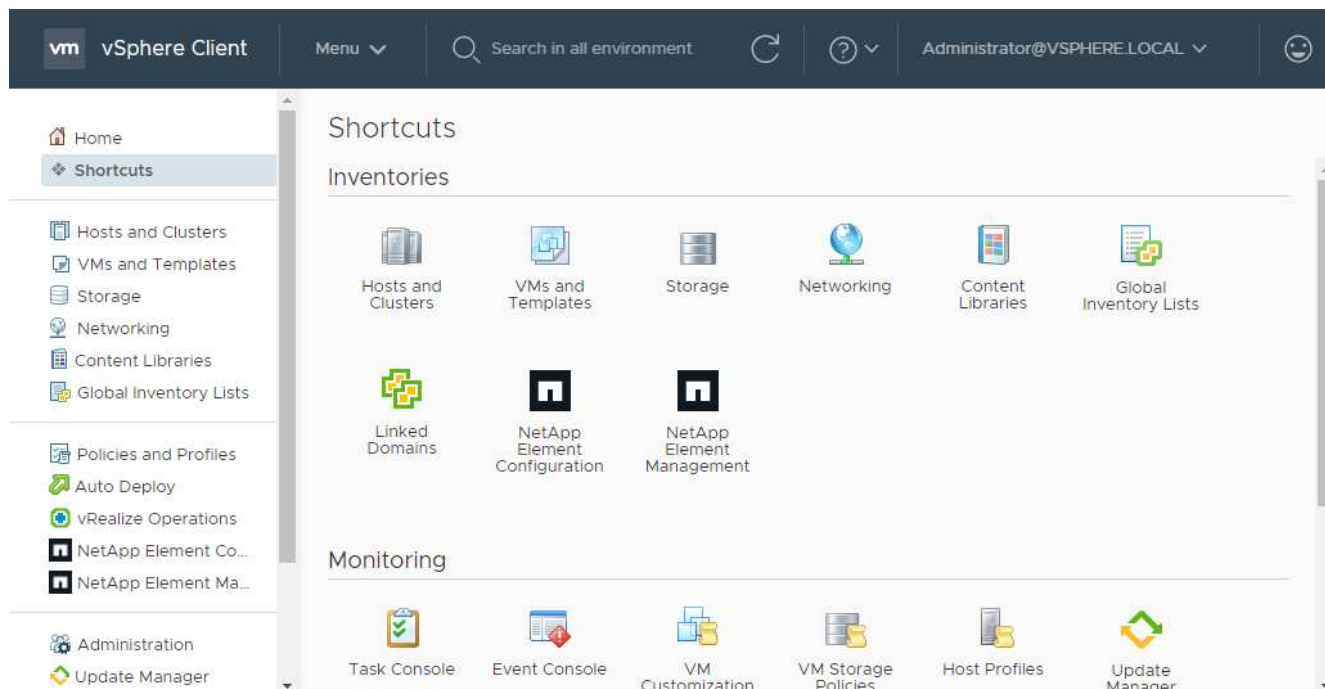 vm vSphere Client Menu Search in all environment Administrator@VSPHERE.LOCAL
Home
Shortcuts
Hosts and Clusters
VMs and Templates
Storage
Networking
Content Libraries
Global Inventory Lists
Policies and Profiles
Auto Deploy
vRealize Operations
NetApp Element Co...
NetApp Element Ma...
Administration
Update Manager
Shortcuts
Inventories
Hosts and
Clusters
VMs and
Templates
Storage
Networking
Content
Libraries
Global
Inventory Lists
Linked
Domains
NetApp
Element
Configuration
NetApp
Element
Management
Monitoring
Task Console
Event Console
VM
Customization
VM Storage
Policies
Host Profiles
Update
Manager